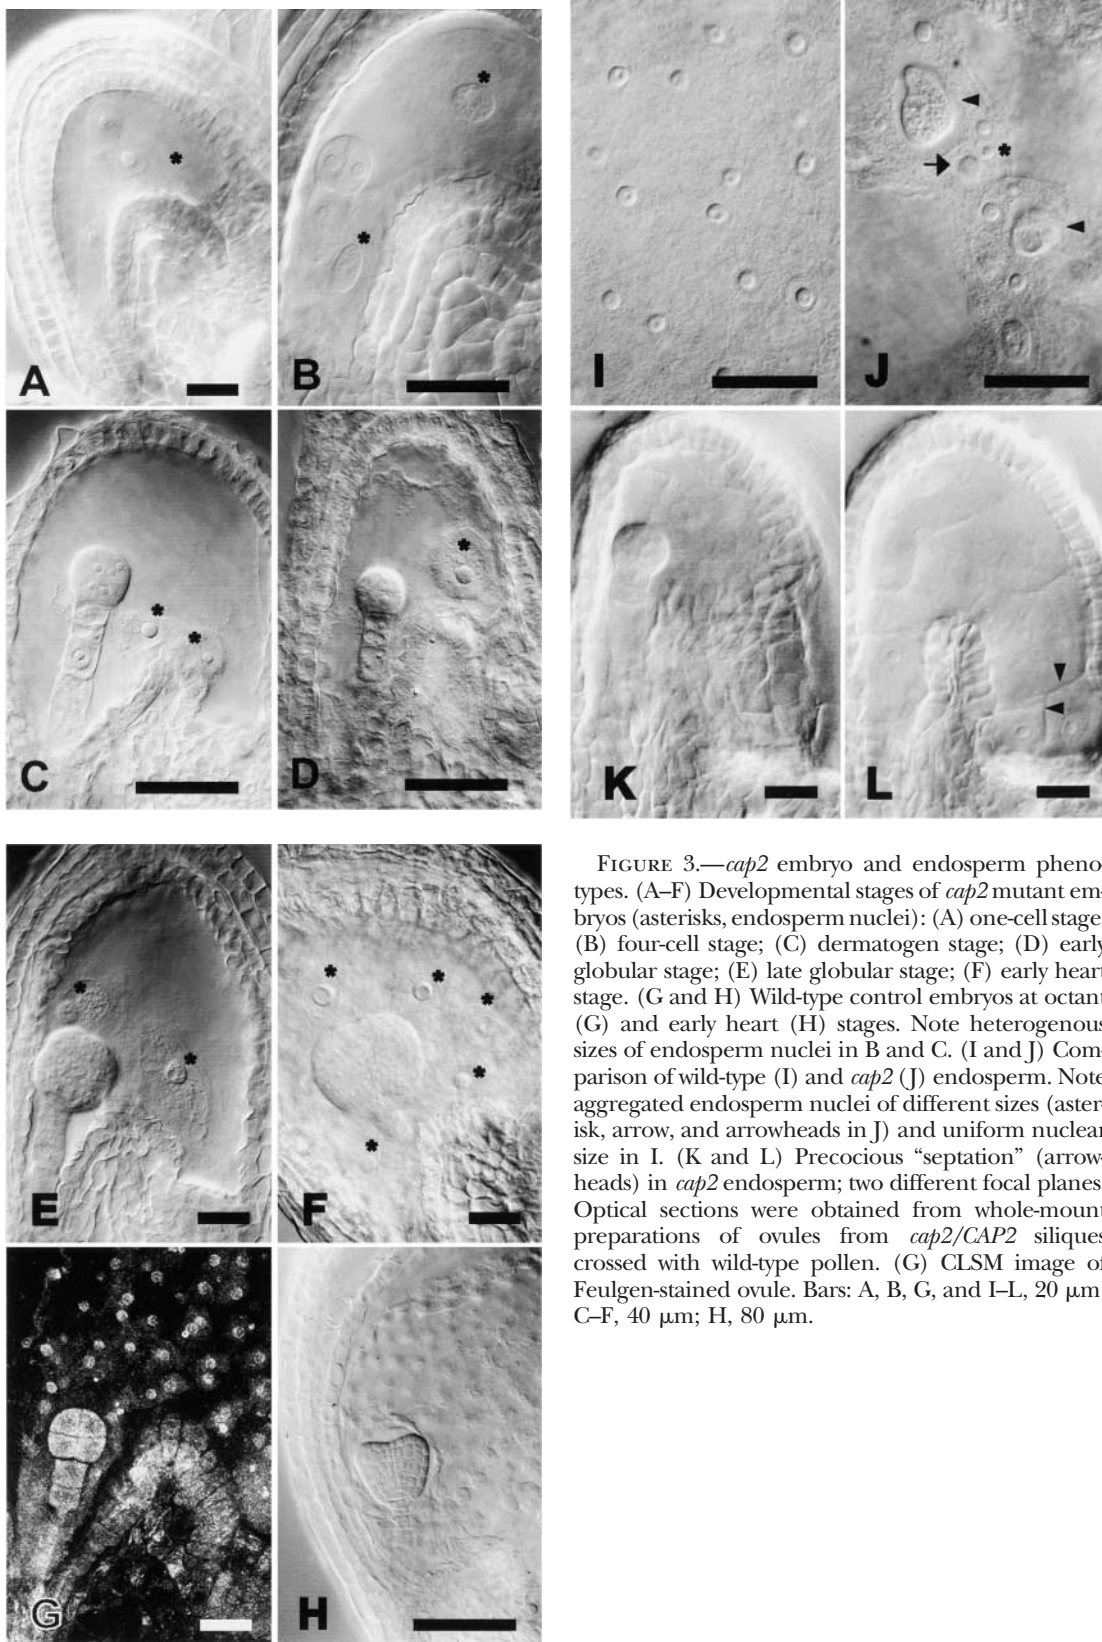 A
B
C
D
E
F
G
H
I
J
K
L
FIGURE 3.—cap2 embryo and endosperm pheno
types. (A–F) Developmental stages of cap2 mutant em-
bryos (asterisks, endosperm nuclei): (A) one-cell stage
(B) four-cell stage; (C) dermatogen stage; (D) early
globular stage; (E) late globular stage; (F) early heart
stage. (G and H) Wild-type control embryos at octant
(G) and early heart (H) stages. Note heterogenous
sizes of endosperm nuclei in B and C. (I and J) Com-
parison of wild-type (I) and cap2 (J) endosperm. Note
aggregated endosperm nuclei of different sizes (aster-
isk, arrow, and arrowheads in J) and uniform nuclear
size in I. (K and L) Precocious “septation” (arrow-
heads) in cap2 endosperm; two different focal planes
Optical sections were obtained from whole-mount
preparations of ovules from cap2/CAP2 siliques
crossed with wild-type pollen. (G) CLSM image of
Feulgen-stained ovule. Bars: A, B, G, and I–L, 20 μm
C–F, 40 μm; H, 80 μm.